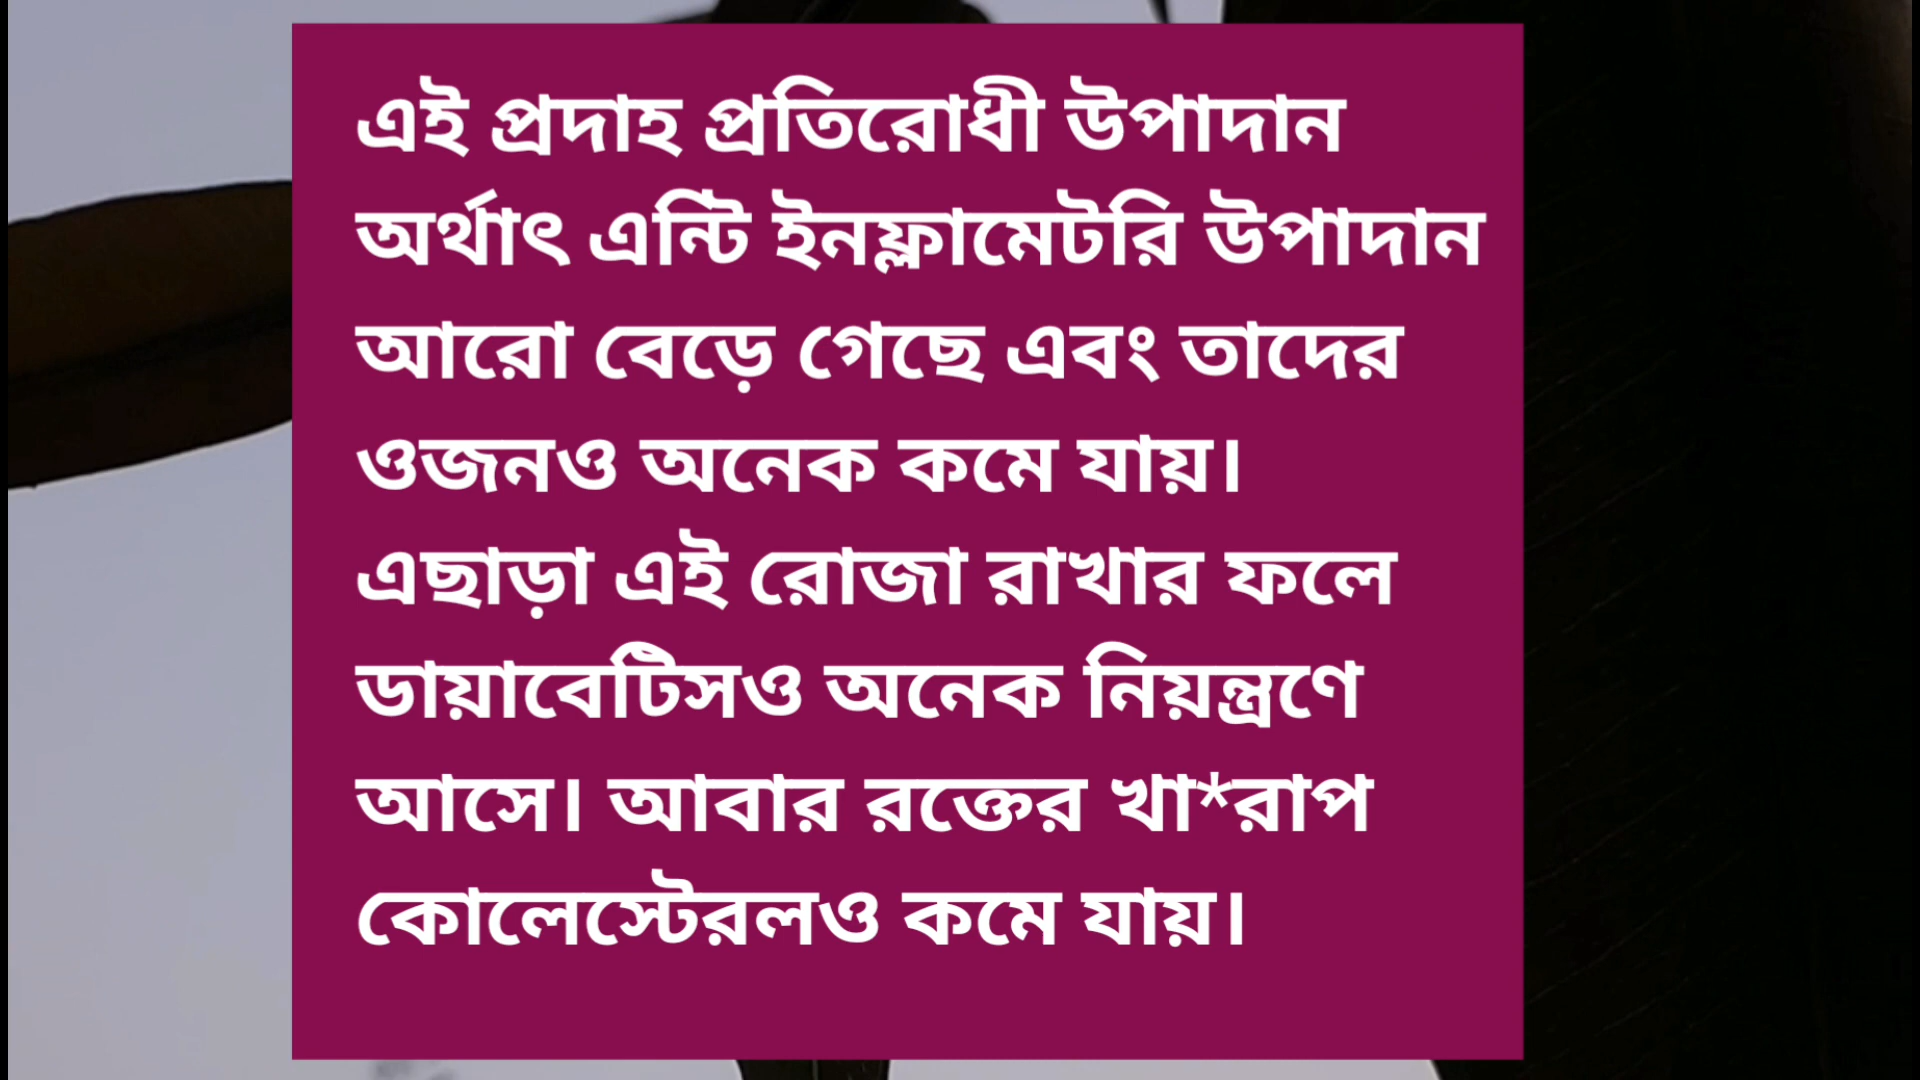 এই প্রদাহ প্রতিরোধী উপাদান
অর্থাৎ এন্টি ইনফ্লামেটরি উপাদান
আরো বেড়ে গেছে এবং তাদের
ওজনও অনেক কমে যায়।
এছাড়া এই রোজা রাখার ফলে
ডায়াবেটিসও অনেক নিয়ন্ত্রণে
আসে। আবার রক্তের খা*রাপ
কোলেস্টেরলও কমে যায়।